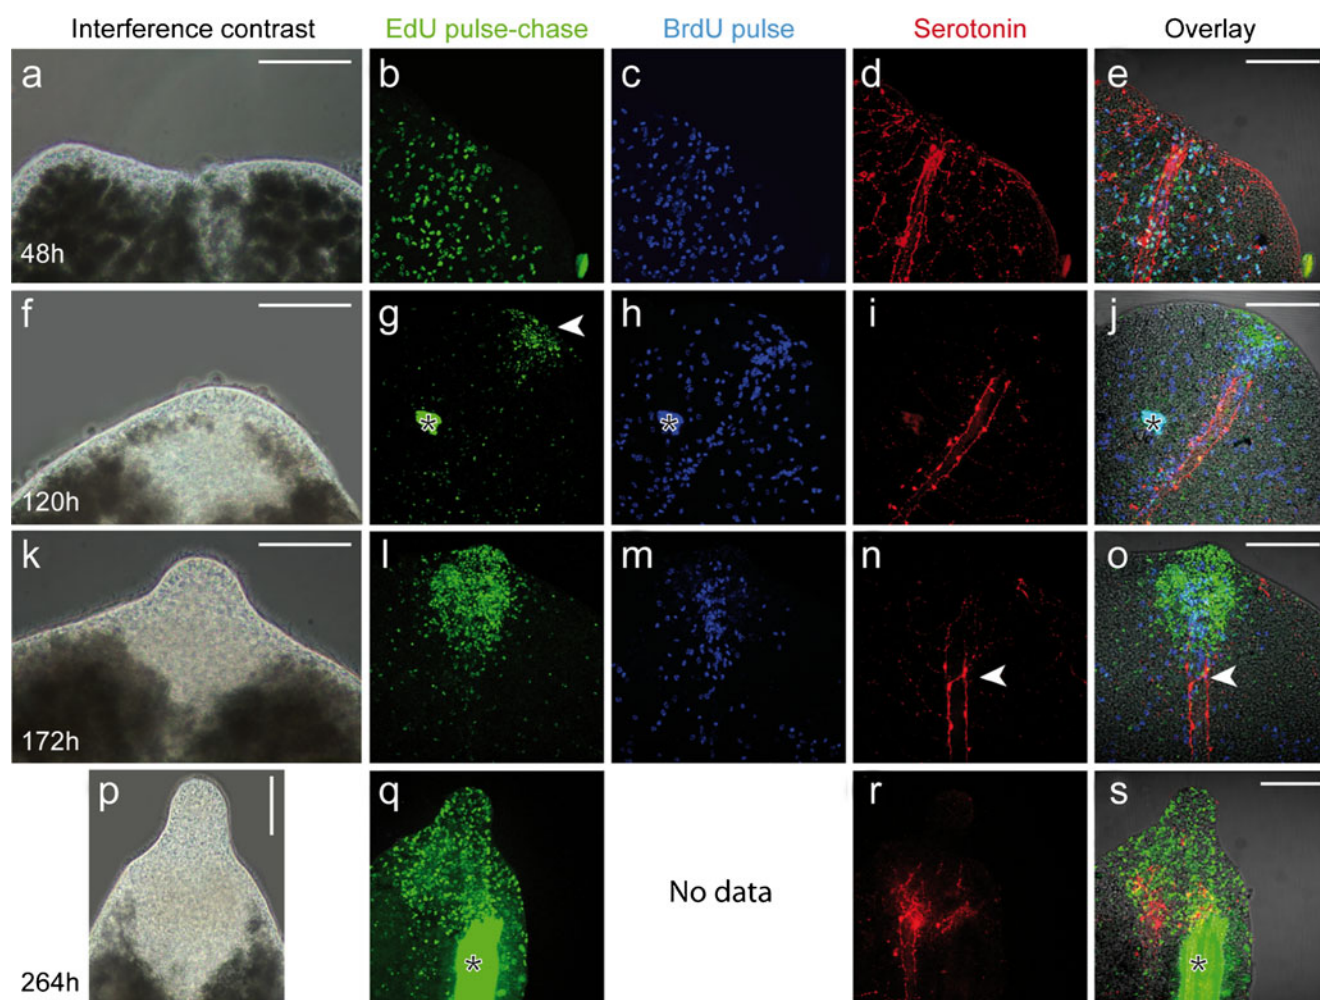 Interference contrast EdU pulse-chase BrdU pulse Serotonin Overlay
a b c d e
48h
f g h i j
* * *
120h
k l m n o
172h
p q r s
No data
* *
264h